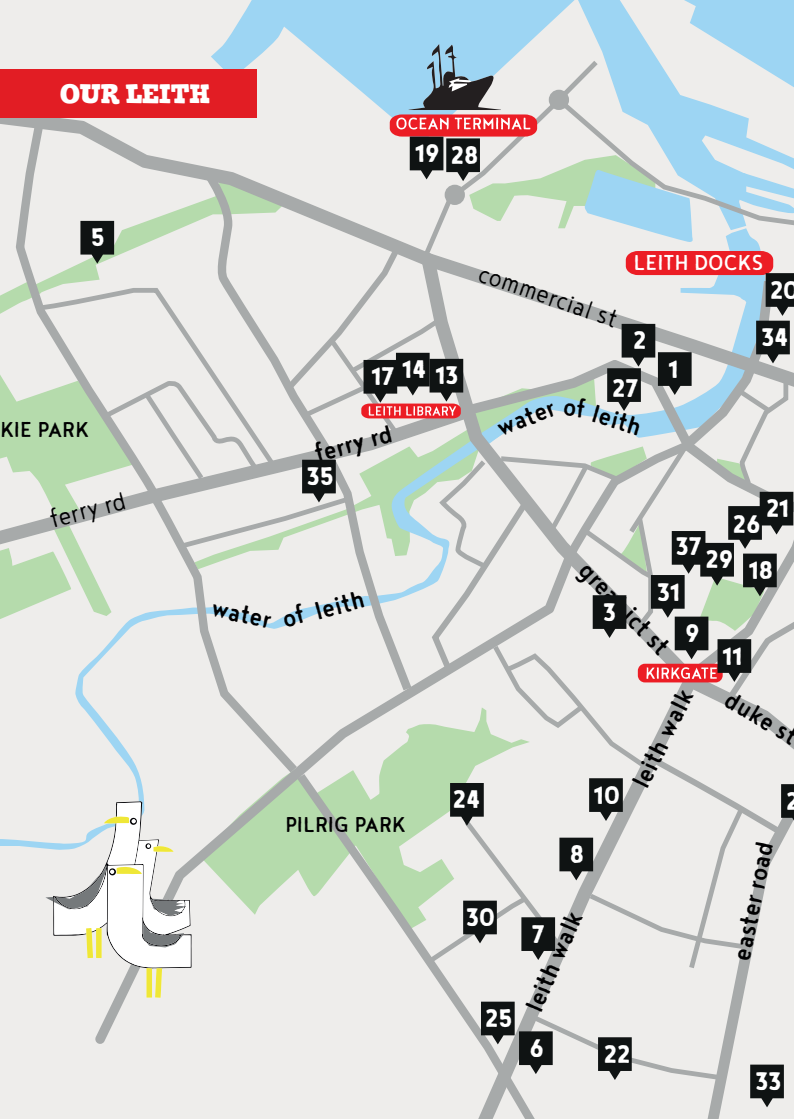 OUR LEITH
OCEAN TERMINAL
19 28
5
LEITH DOCKS
20
commercial st
2
34
1
17 14 13
27
LEITH LIBRARY
water of leith
KIE PARK
ferry rd
35
ferry rd
21
26
37
29
18
31
water of leith
3
9
11
KIRKGATE
leith walk
duke st
24
10
2
PILRIG PARK
8
easter road
30
7
leith walk
25
6
22
33